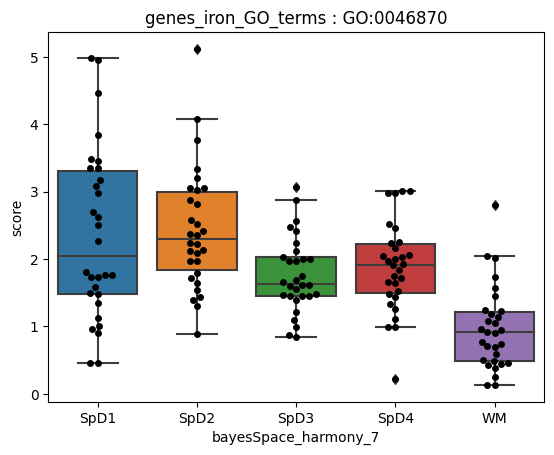 genes_iron_GO_terms : GO:0046870
5
4
3
2
1
0
score
SpD1 SpD2 SpD3 SpD4 WM
bayesSpace_harmony_7